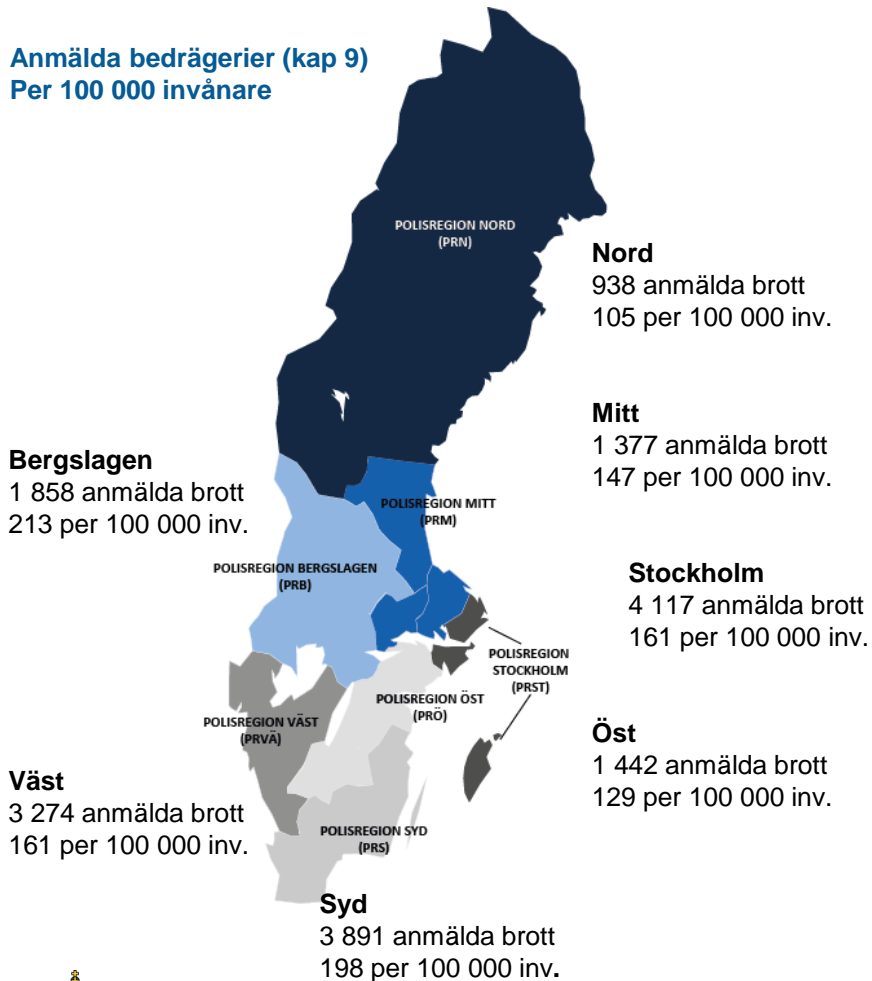 Anmälda bedrägerier (kap 9)
Per 100 000 invånare
POLISREGION NORD
(PRN)
Nord
938 anmälda brott
105 per 100 000 inv.
Mitt
1 377 anmälda brott
147 per 100 000 inv.
Bergslagen
1 858 anmälda brott
213 per 100 000 inv.
POLISREGION MITT
(PRM)
POLISREGION BERGSLAGEN
(PRB)
Stockholm
4 117 anmälda brott
161 per 100 000 inv.
POLISREGION
STOCKHOLM
(PRST)
POLISREGION ÖST
(PRÖ)
POLISREGION VÄST
(PRVÄ)
Öst
1 442 anmälda brott
129 per 100 000 inv.
Väst
3 274 anmälda brott
161 per 100 000 inv.
POLISREGION SYD
(PRS)
Syd
3 891 anmälda brott
198 per 100 000 inv.